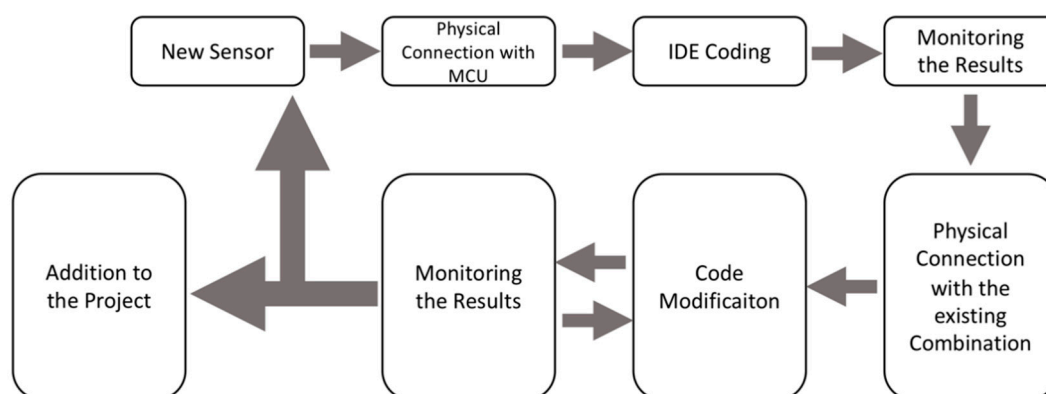 New Sensor
Physical
Connection with
MCU
IDE Coding
Monitoring
the Results
Addition to
the Project
Monitoring
the Results
Code
Modificaiton
Physical
Connection
with the
existing
Combination